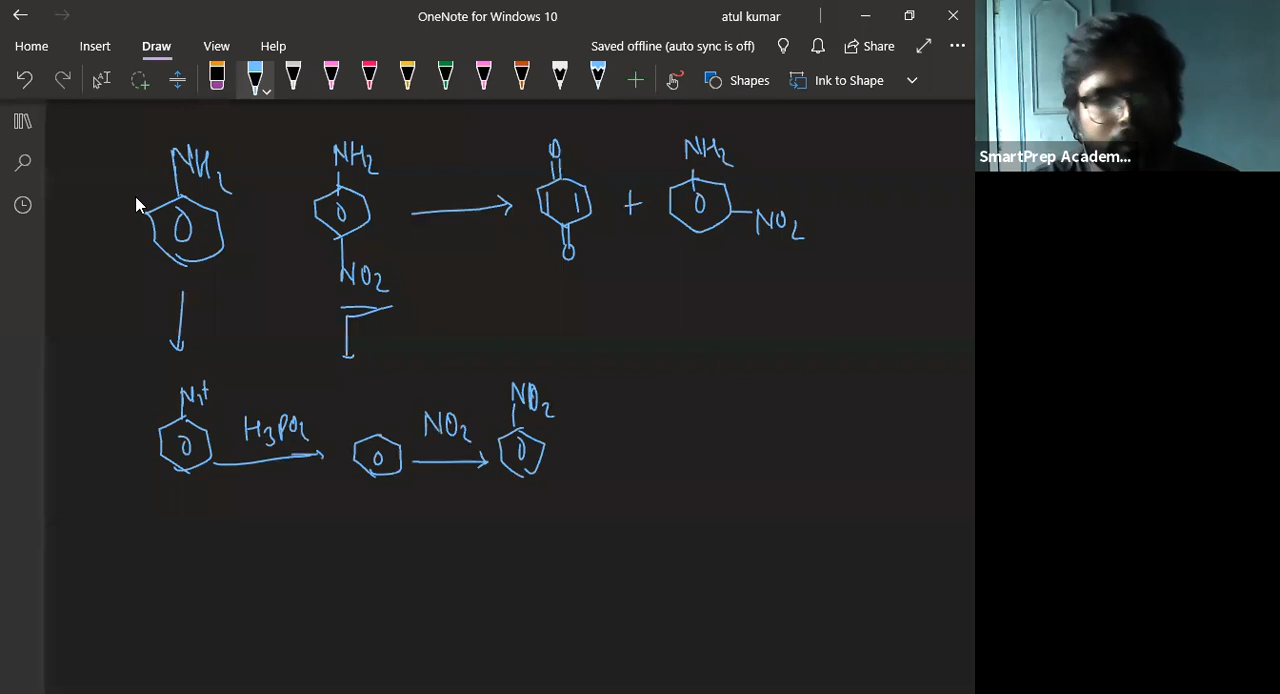 OneNote for Windows 10
atul kumar
Home Insert Draw View Help
Saved offline (auto sync is off)
Share
Shapes
Ink to Shape
SmartPrep Academ...
NH2
NH2
O
+
NH2
NO2
O
NO2
N2+
H3PO2
NO2
NO2